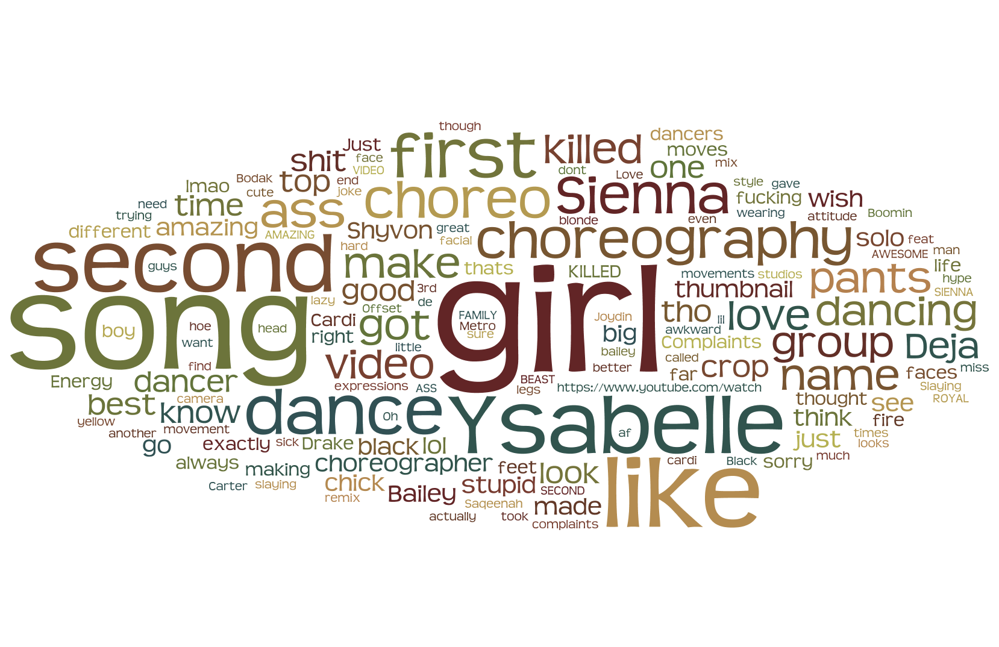 though
first
killed
dancers
Just
moves
shit
face
one
mix
VIDEO
dont
Love
Bodak
top
end
Sienna
style
gave
lmao
cute
joke
choreo
fucking
wish
need
time
ass
wearing
trying
blonde
even
attitude
Boomin
different
amazing
AMAZING
Shyvon
great
choreography
solo
feat
second
hard
facial
AWESOME
man
guys
make
thats
KILLED
movements
studios
pants
life
hype
song
good
3rd
girl
thumbnail
SIENNA
lazy
de
Offset
FAMILY
Joydin
tho
lil
love
dancing
boy
hoe
head
Cardi
got
Metro
sure
big
awkward
want
right
little
bailey
Complaints
group
Deja
find
video
better
called
far
crop
name
faces
miss
Energy
dancer
expressions
ASS
BEAST
legs
https://www.youtube.com/watch
Slaying
best
camera
know
dance
Ysabelle
thought
see
ROYAL
yellow
Oh
think
fire
another
movement
af
just
times
looks
go
exactly
sick
Drake
black
lol
cardi
Black
sorry
much
always
making
choreographer
feet
look
like
Carter
slaying
chick
remix
Bailey
stupid
SECOND
Saqeenah
made
actually
took
complaints